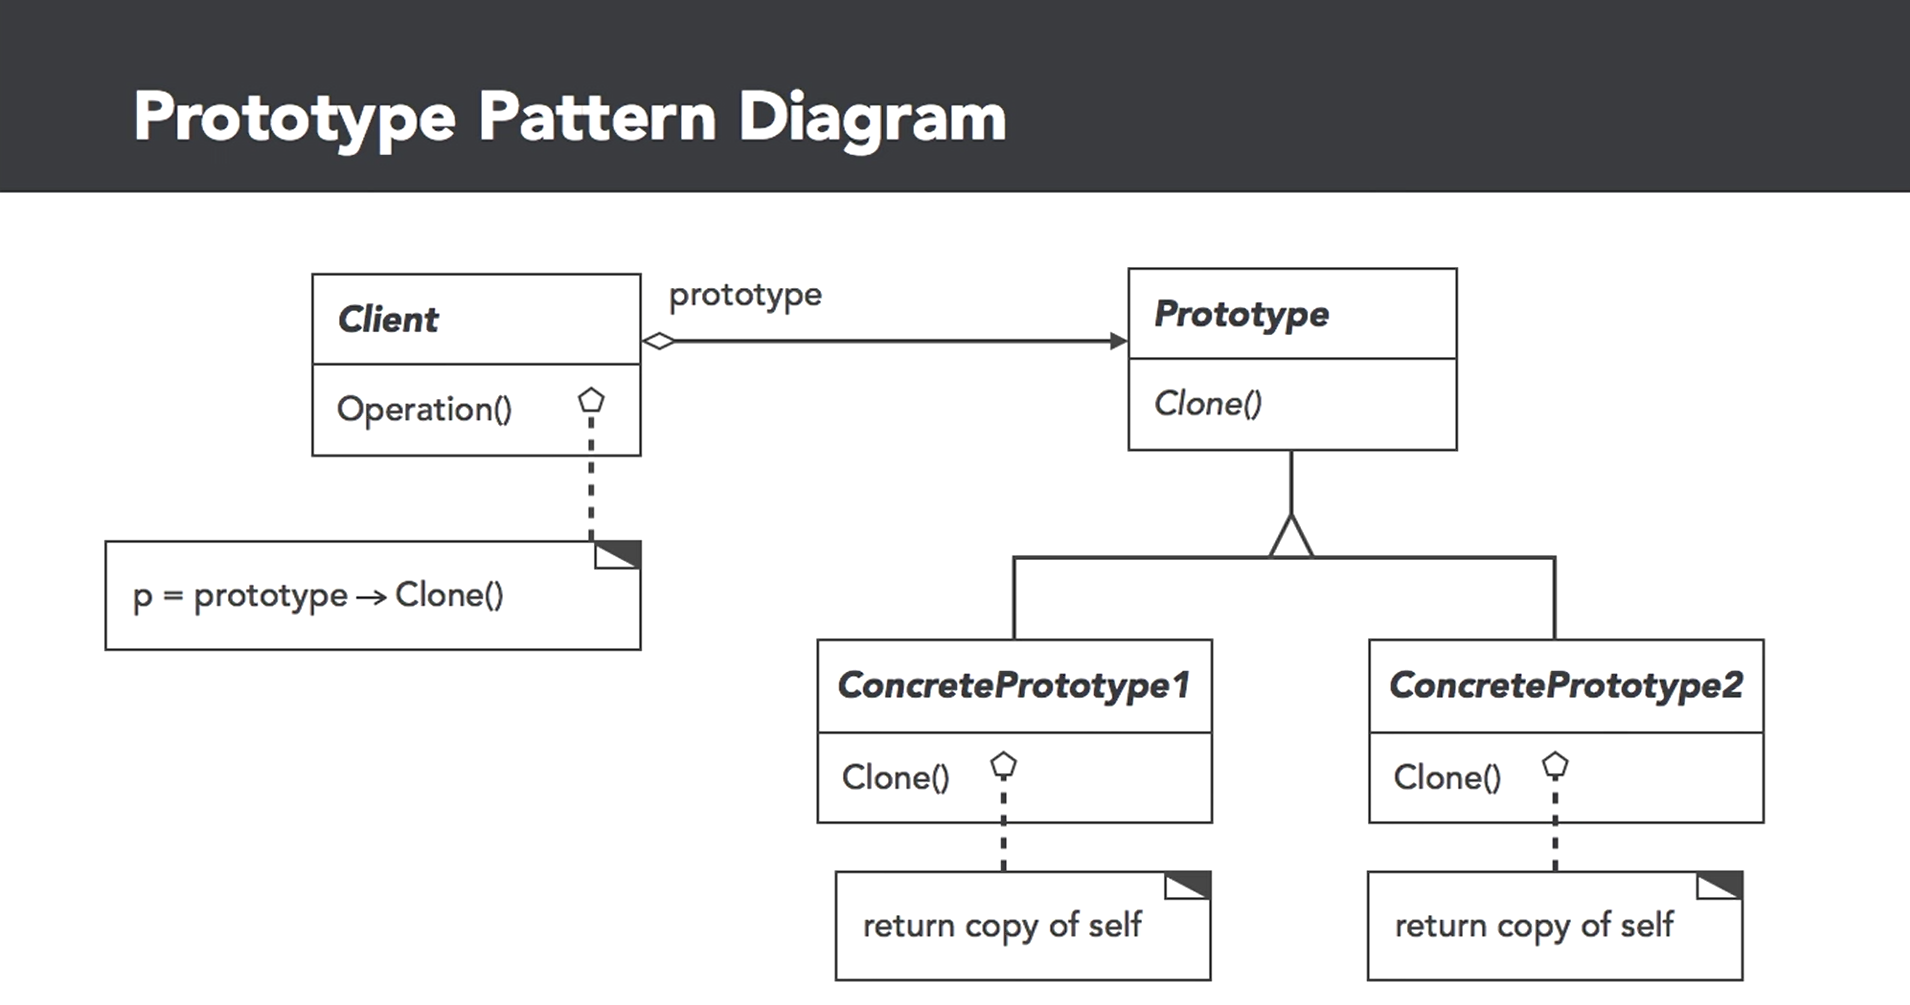 Prototype Pattern Diagram
Client
prototype
Prototype
Operation()
Clone()
p = prototype → Clone()
ConcretePrototype1
ConcretePrototype2
Clone()
Clone()
return copy of self
return copy of self